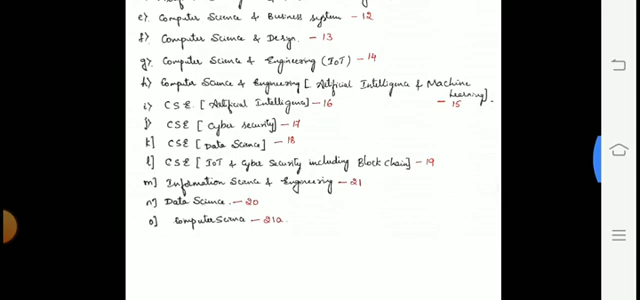 e) Computer Science & Business System - 12
f) Computer Science & Design - 13
g) Computer Science & Engineering (IoT) - 14
h) Computer Science & Engineering [Artificial Intelligence & Machine
Learning]. - 15
i) CSE [Artificial Intelligence] - 16
j) CSE [Cyber security] - 17
k] CSE [Data Science] - 18
l] CSE [IoT & Cyber Security including Block Chain] - 19
m] Information Science & Engineering - 21
n] Data Science - 20
o] Computer Science - 21a.